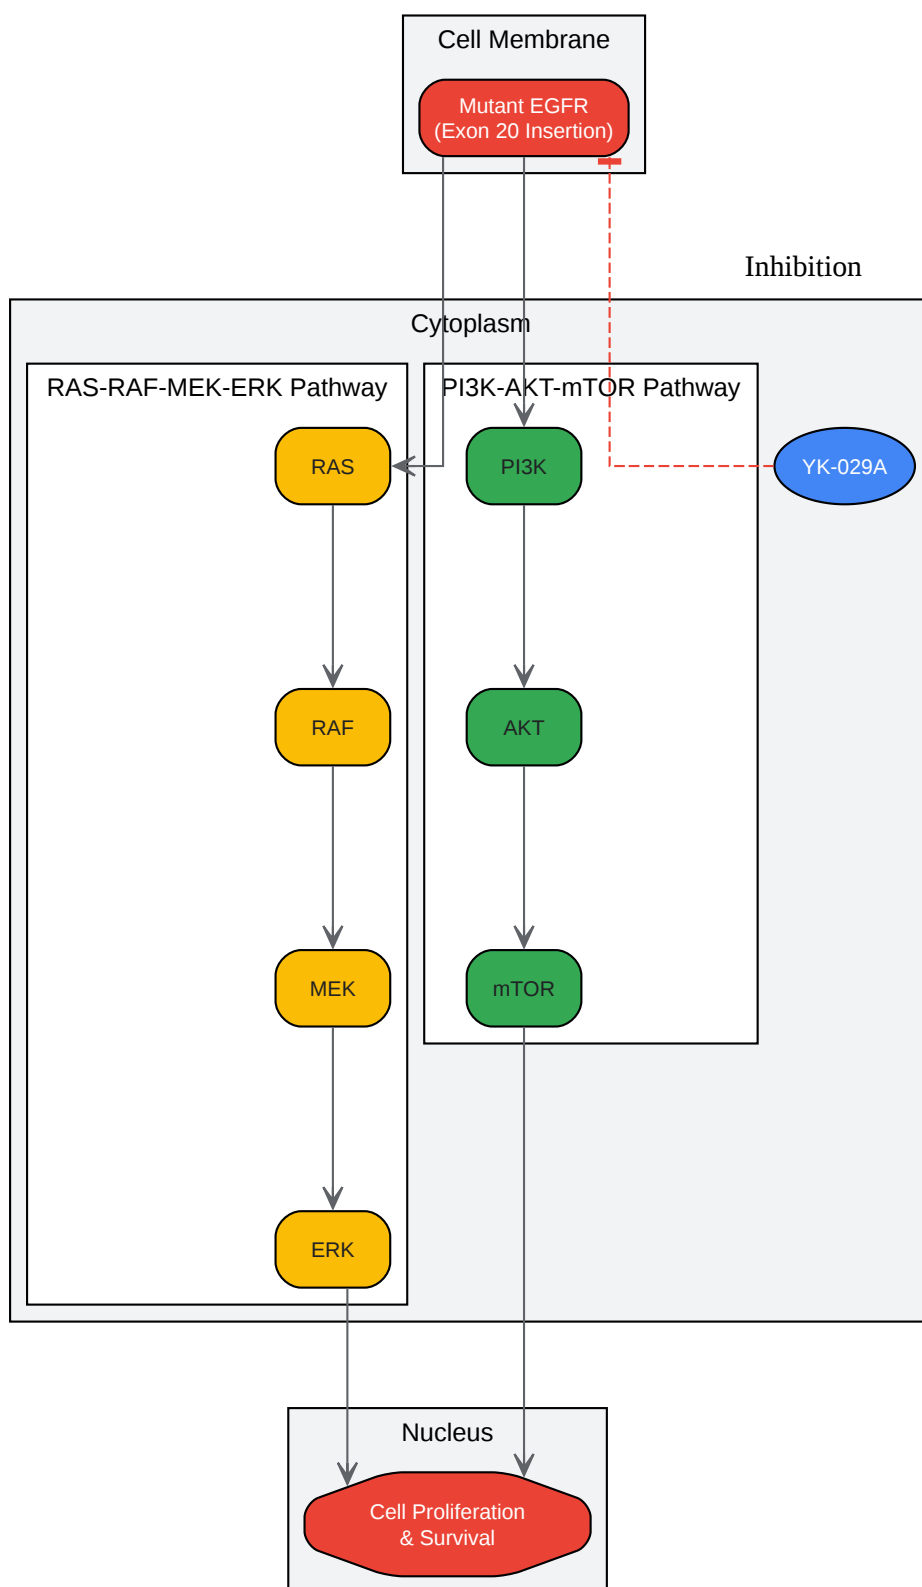 Cell Membrane
Mutant EGFR
(Exon 20 Insertion)
Inhibition
Cytoplasm
RAS-RAF-MEK-ERK Pathway
PI3K-AKT-mTOR Pathway
RAS
PI3K
YK-029A
RAF
AKT
MEK
mTOR
ERK
Nucleus
Cell Proliferation
& Survival